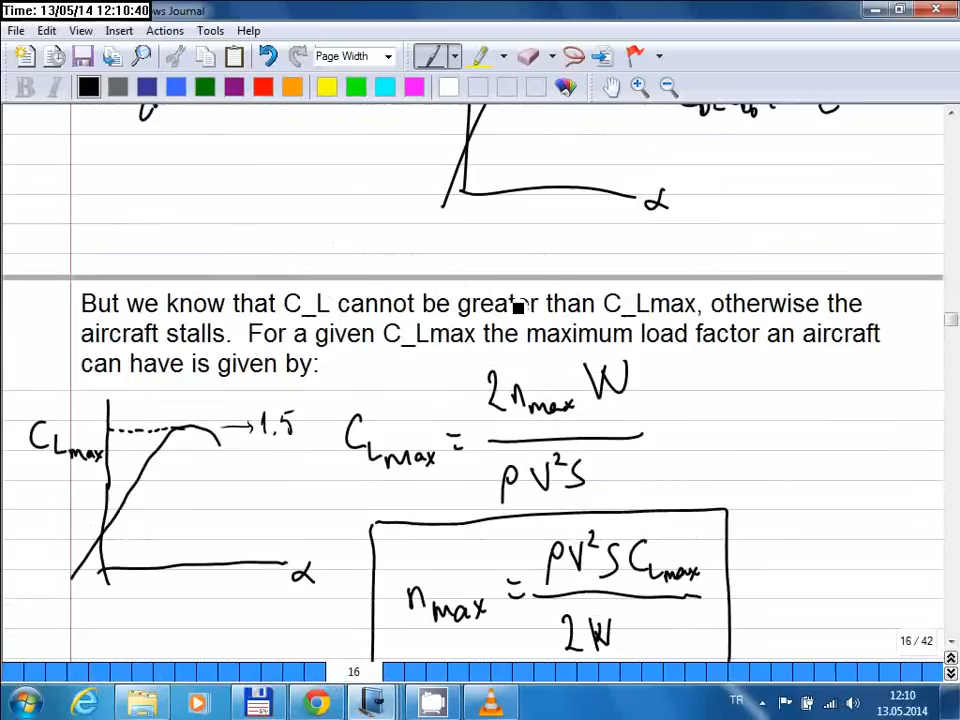 Time: 13/05/14 12:10:40
ws Journal
File Edit View Insert Actions Tools Help
Page Width
B I
α
But we know that C_L cannot be greater than C_Lmax, otherwise the
aircraft stalls. For a given C_Lmax the maximum load factor an aircraft
can have is given by:
C_Lmax → 1.5
C_Lmax = 2 n_max W / ρV²S
α
n_max = ρV²S C_Lmax / 2W
16 / 42
16
TR
12:10
13.05.2014